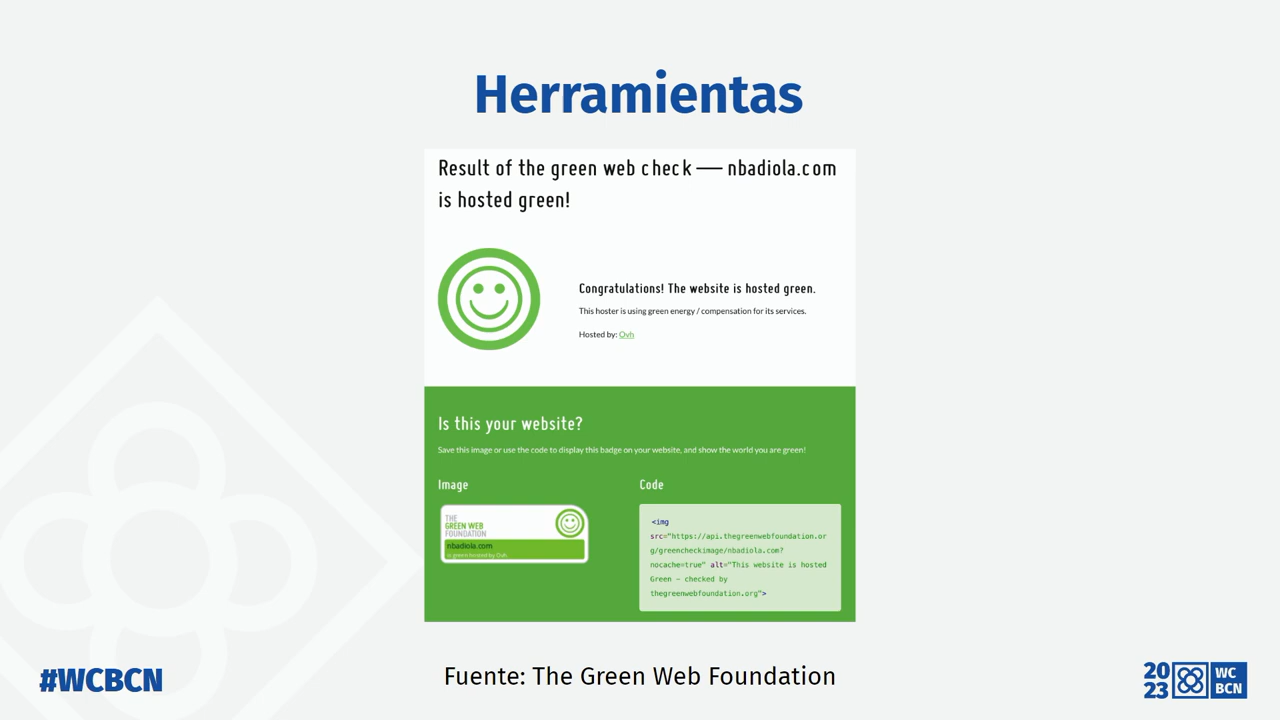 Herramientas
Result of the green web check — nbadiola.com
is hosted green!
Congratulations! The website is hosted green.
This hoster is using green energy / compensation for its services.
Hosted by: Ovh
Is this your website?
Save this image or use the code to display this badge on your website, and show the world you are green!
Image
Code
THE
GREEN WEB
FOUNDATION
nbadiola.com
is green hosted by Ovh.
<img
src="https://api.thegreenwebfoundation.or
g/greencheckimage/nbadiola.com?
nocache=true" alt="This website is hosted
Green - checked by
thegreenwebfoundation.org">
#WCBCN
Fuente: The Green Web Foundation
20
23
WC
BCN